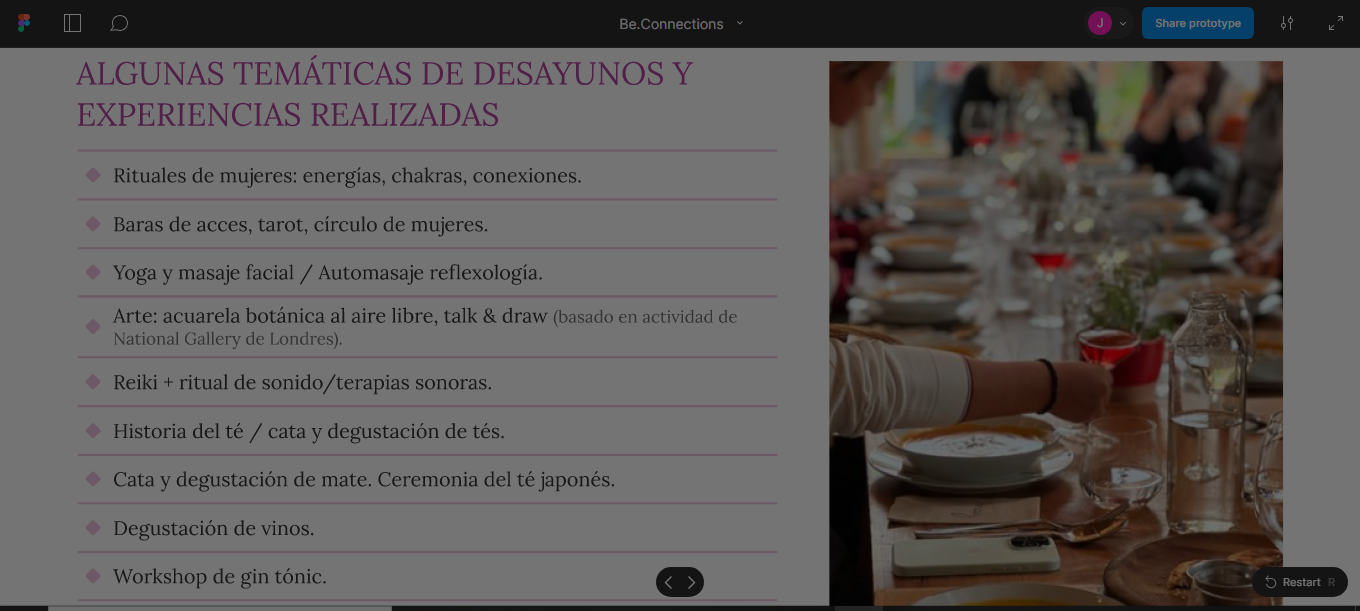 Be.Connections
J
Share prototype
ALGUNAS TEMÁTICAS DE DESAYUNOS Y
EXPERIENCIAS REALIZADAS
Rituales de mujeres: energías, chakras, conexiones.
Baras de acces, tarot, círculo de mujeres.
Yoga y masaje facial / Automasaje reflexología.
Arte: acuarela botánica al aire libre, talk & draw (basado en actividad de
National Gallery de Londres).
Reiki + ritual de sonido/terapias sonoras.
Historia del té / cata y degustación de tés.
Cata y degustación de mate. Ceremonia del té japonés.
Degustación de vinos.
Workshop de gin tónic.
Restart R